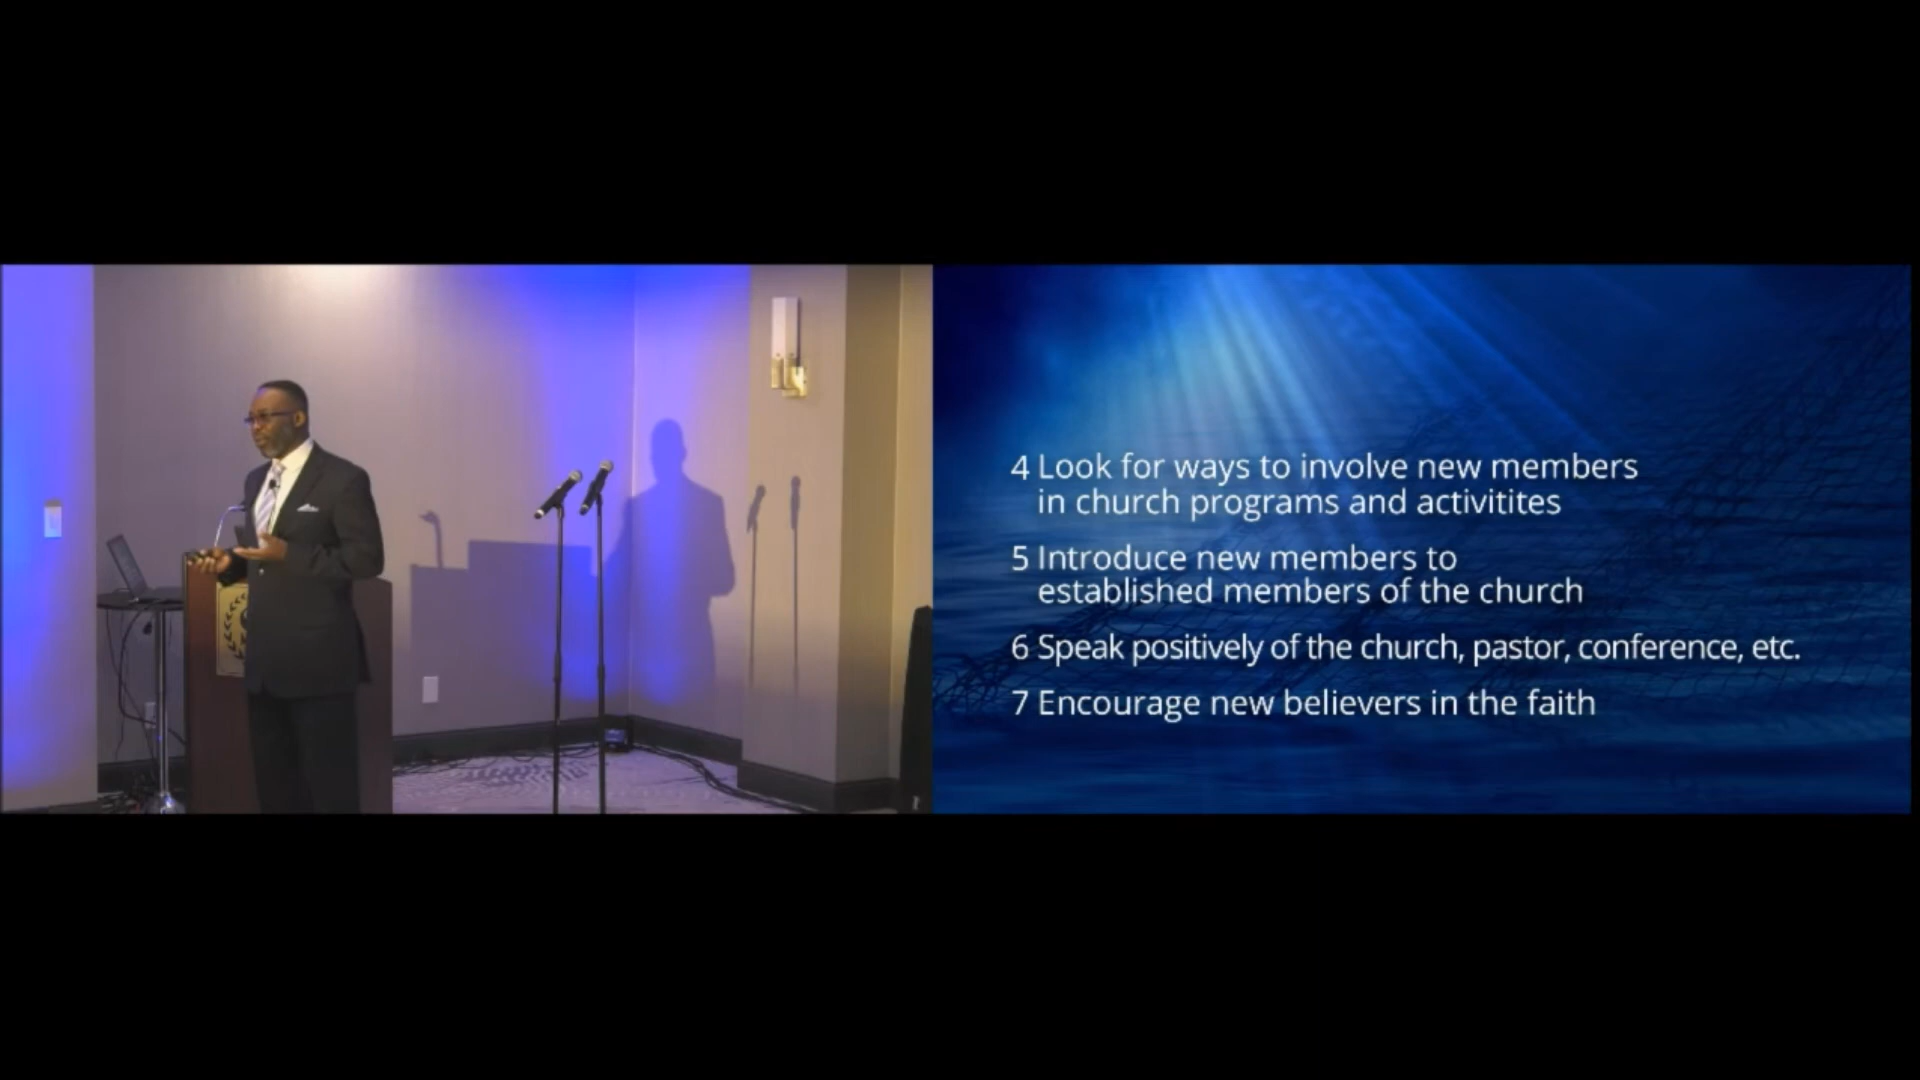 4 Look for ways to involve new members
in church programs and activitites
5 Introduce new members to
established members of the church
6 Speak positively of the church, pastor, conference, etc.
7 Encourage new believers in the faith